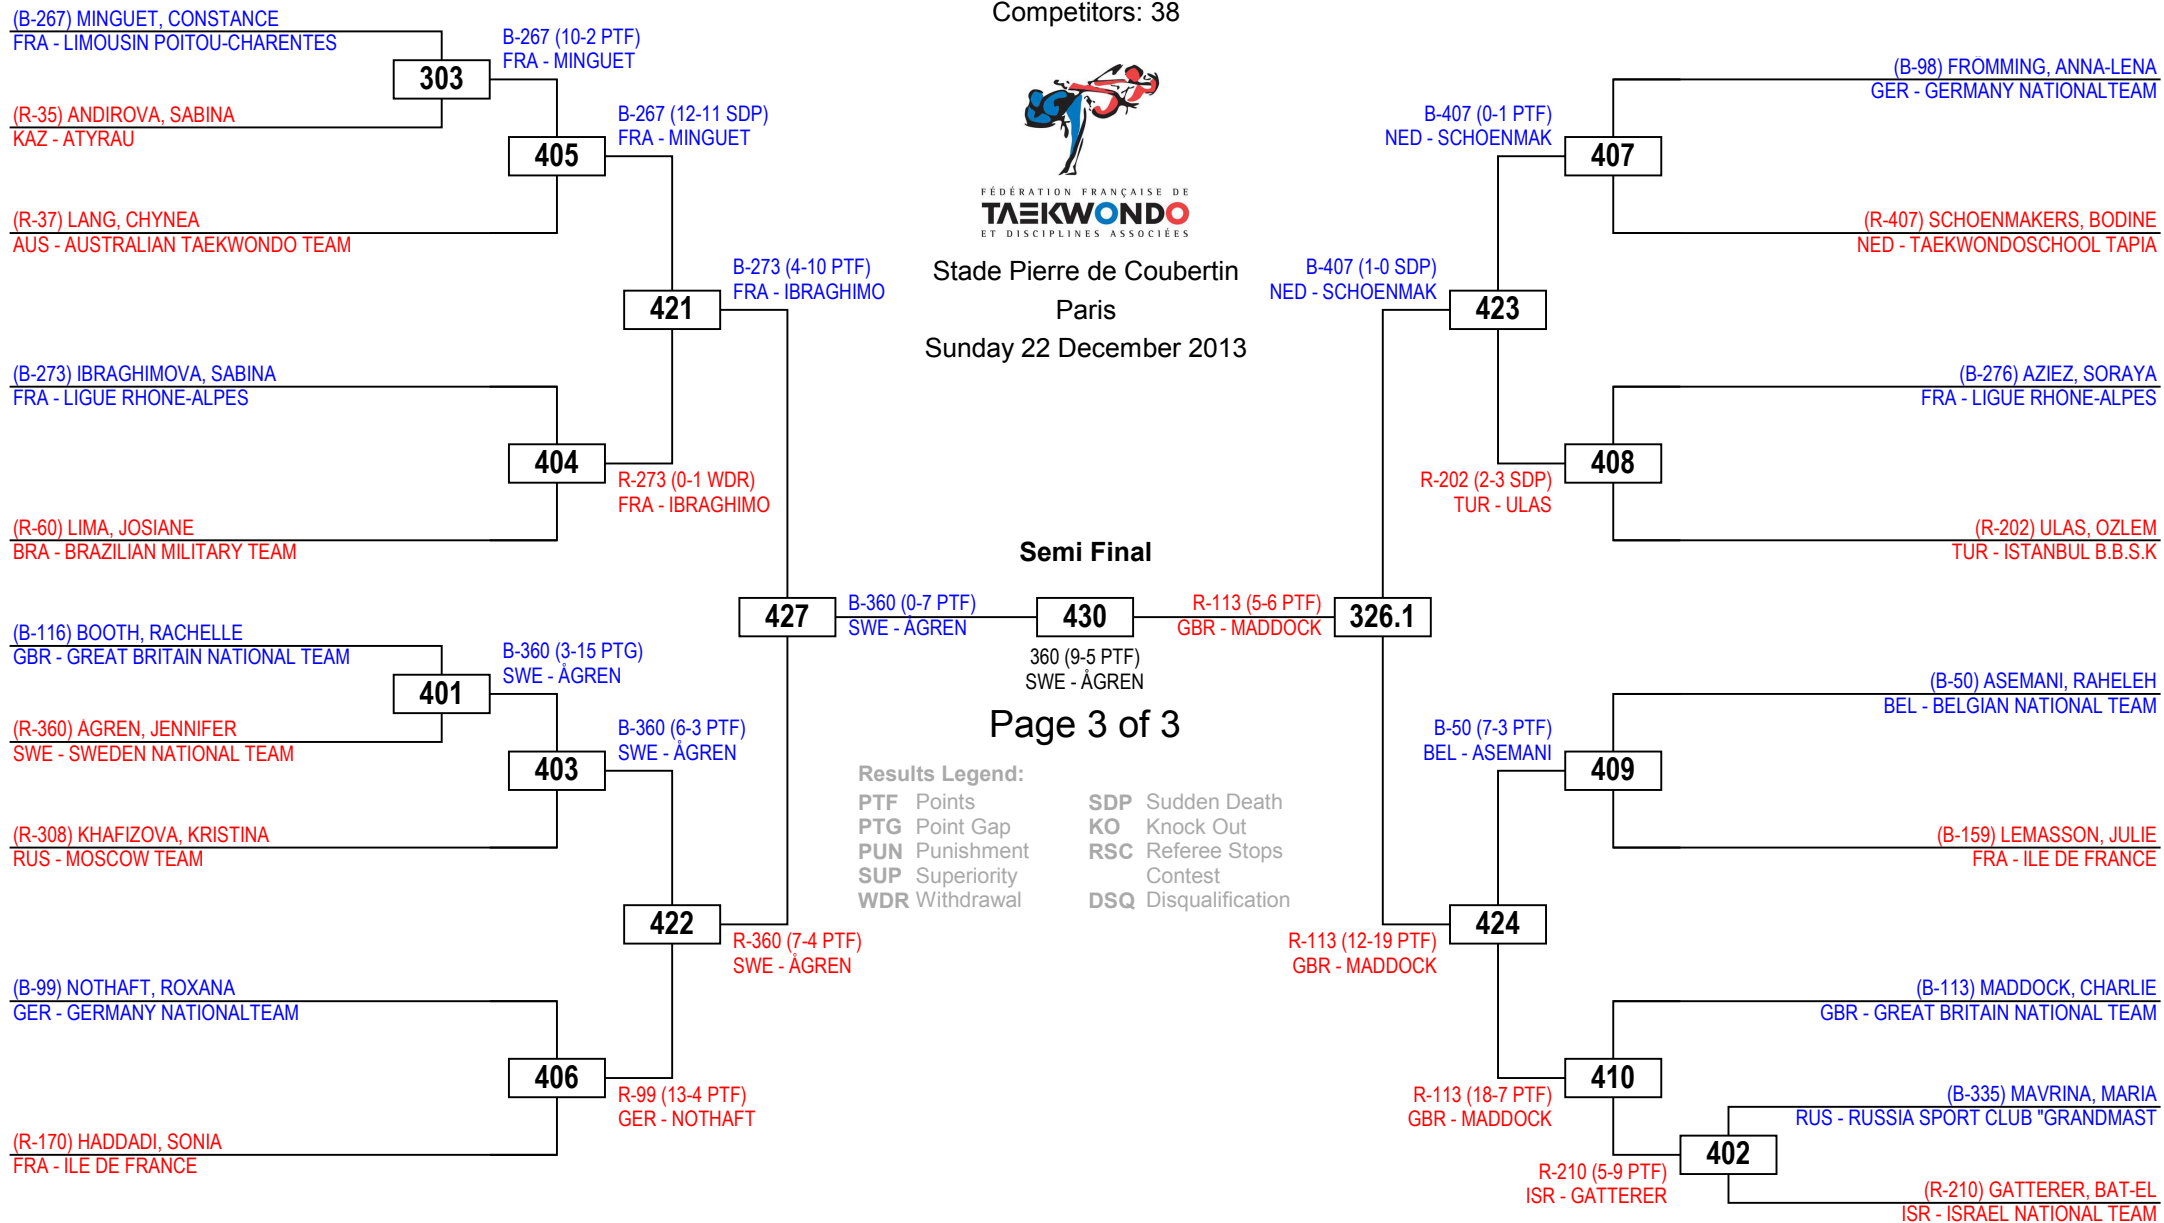 Competitors: 38
FÉDÉRATION FRANÇAISE DE
TAEKWONDO
ET DISCIPLINES ASSOCIÉES
Stade Pierre de Coubertin
Paris
Sunday 22 December 2013
(B-267) MINGUET, CONSTANCE
FRA - LIMOUSIN POITOU-CHARENTES
303
B-267 (10-2 PTF)
FRA - MINGUET
(R-35) ANDIROVA, SABINA
KAZ - ATYRAU
405
B-267 (12-11 SDP)
FRA - MINGUET
(R-37) LANG, CHYNEA
AUS - AUSTRALIAN TAEKWONDO TEAM
421
B-273 (4-10 PTF)
FRA - IBRAGHIMO
(B-273) IBRAGHIMOVA, SABINA
FRA - LIGUE RHONE-ALPES
404
R-273 (0-1 WDR)
FRA - IBRAGHIMO
(R-60) LIMA, JOSIANE
BRA - BRAZILIAN MILITARY TEAM
427
B-360 (0-7 PTF)
SWE - ÅGREN
(B-116) BOOTH, RACHELLE
GBR - GREAT BRITAIN NATIONAL TEAM
401
B-360 (3-15 PTG)
SWE - ÅGREN
(R-360) ÅGREN, JENNIFER
SWE - SWEDEN NATIONAL TEAM
403
B-360 (6-3 PTF)
SWE - ÅGREN
(R-308) KHAFIZOVA, KRISTINA
RUS - MOSCOW TEAM
422
R-360 (7-4 PTF)
SWE - ÅGREN
(B-99) NOTHAFT, ROXANA
GER - GERMANY NATIONALTEAM
406
R-99 (13-4 PTF)
GER - NOTHAFT
(R-170) HADDADI, SONIA
FRA - ILE DE FRANCE
Semi Final
430
360 (9-5 PTF)
SWE - ÅGREN
Page 3 of 3
Results Legend:
PTF Points
PTG Point Gap
PUN Punishment
SUP Superiority
WDR Withdrawal
SDP Sudden Death
KO Knock Out
RSC Referee Stops
Contest
DSQ Disqualification
(B-98) FRÖMMING, ANNA-LENA
GER - GERMANY NATIONALTEAM
B-407 (0-1 PTF)
NED - SCHOENMAK
407
(R-407) SCHOENMAKERS, BODINE
NED - TAEKWONDOSCHOOL TAPIA
B-407 (1-0 SDP)
NED - SCHOENMAK
423
(B-276) AZIEZ, SORAYA
FRA - LIGUE RHONE-ALPES
408
R-202 (2-3 SDP)
TUR - ULAS
(R-202) ULAS, OZLEM
TUR - ISTANBUL B.B.S.K
R-113 (5-6 PTF)
GBR - MADDOCK
326.1
(B-50) ASEMANI, RAHELEH
BEL - BELGIAN NATIONAL TEAM
B-50 (7-3 PTF)
BEL - ASEMANI
409
(B-159) LEMASSON, JULIE
FRA - ILE DE FRANCE
424
R-113 (12-19 PTF)
GBR - MADDOCK
(B-113) MADDOCK, CHARLIE
GBR - GREAT BRITAIN NATIONAL TEAM
410
R-113 (18-7 PTF)
GBR - MADDOCK
(B-335) MAVRINA, MARIA
RUS - RUSSIA SPORT CLUB "GRANDMAST
402
R-210 (5-9 PTF)
ISR - GATTERER
(R-210) GATTERER, BAT-EL
ISR - ISRAEL NATIONAL TEAM